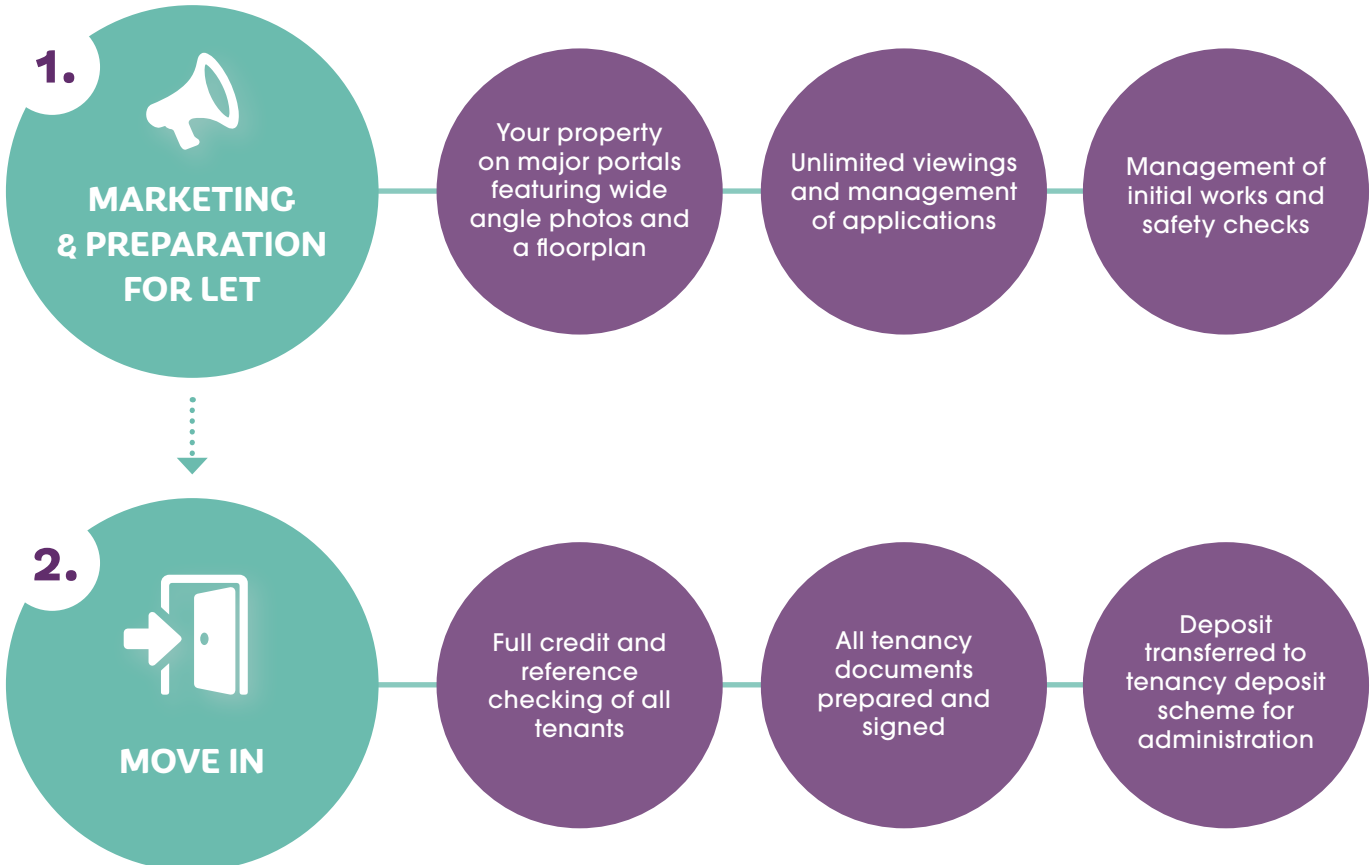 1.
MARKETING
& PREPARATION
FOR LET
Your property
on major portals
featuring wide
angle photos and
a floorplan
Unlimited viewings
and management
of applications
Management of
initial works and
safety checks
2.
MOVE IN
Full credit and
reference
checking of all
tenants
All tenancy
documents
prepared and
signed
Deposit
transferred to
tenancy deposit
scheme for
administration